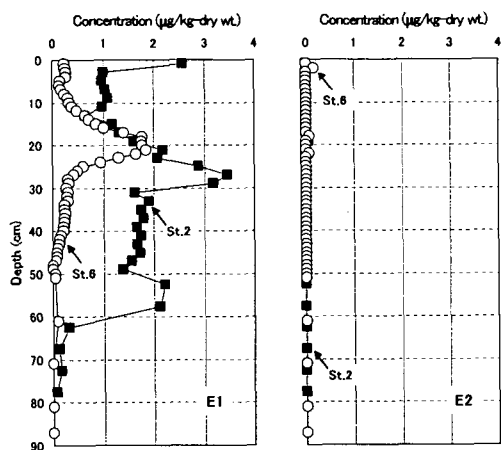 Concentration (μg/kg-dry wt.)
0 1 2 3 4
0
10
20
30
40
50
60
70
80
90
Depth (cm)
St.2
St.6
E1
Concentration (μg/kg-dry wt.)
0 1 2 3 4
St.6
St.2
E2